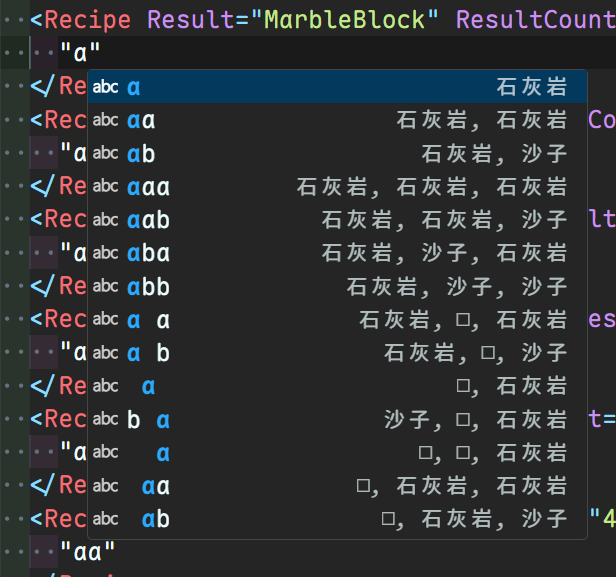 <Recipe Result="MarbleBlock" ResultCount
"a"
</Re
abc a 石灰岩
<Rec abc aa 石灰岩, 石灰岩 Co
"a abc ab 石灰岩, 沙子
</Re abc aaa 石灰岩, 石灰岩, 石灰岩
<Rec abc aab 石灰岩, 石灰岩, 沙子 lt
"a abc aba 石灰岩, 沙子, 石灰岩
</Re abc abb 石灰岩, 沙子, 沙子
<Rec abc a a 石灰岩, □, 石灰岩 es
"a abc a b 石灰岩, □, 沙子
</Re abc  a □, 石灰岩
<Rec abc b a 沙子, □, 石灰岩 t=
"a abc   a □, □, 石灰岩
</Re abc  aa □, 石灰岩, 石灰岩
<Rec abc  ab □, 石灰岩, 沙子 "4
"aa"